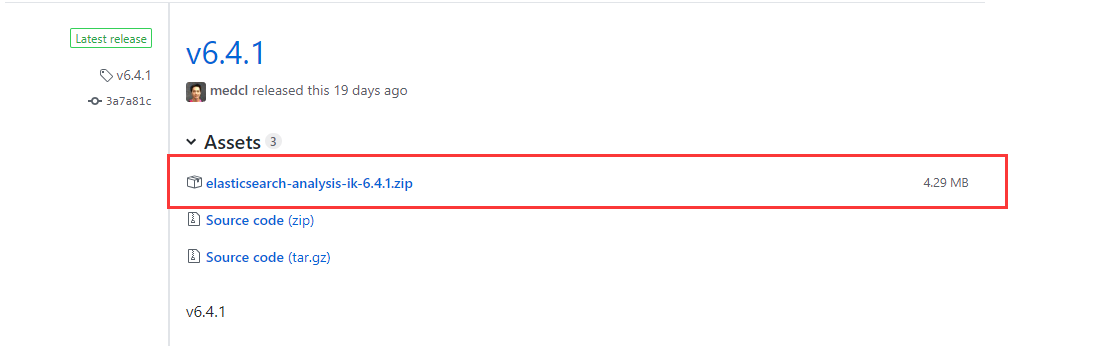 Latest release
v6.4.1
3a7a81c
v6.4.1
medcl released this 19 days ago
Assets 3
elasticsearch-analysis-ik-6.4.1.zip 4.29 MB
Source code (zip)
Source code (tar.gz)
v6.4.1